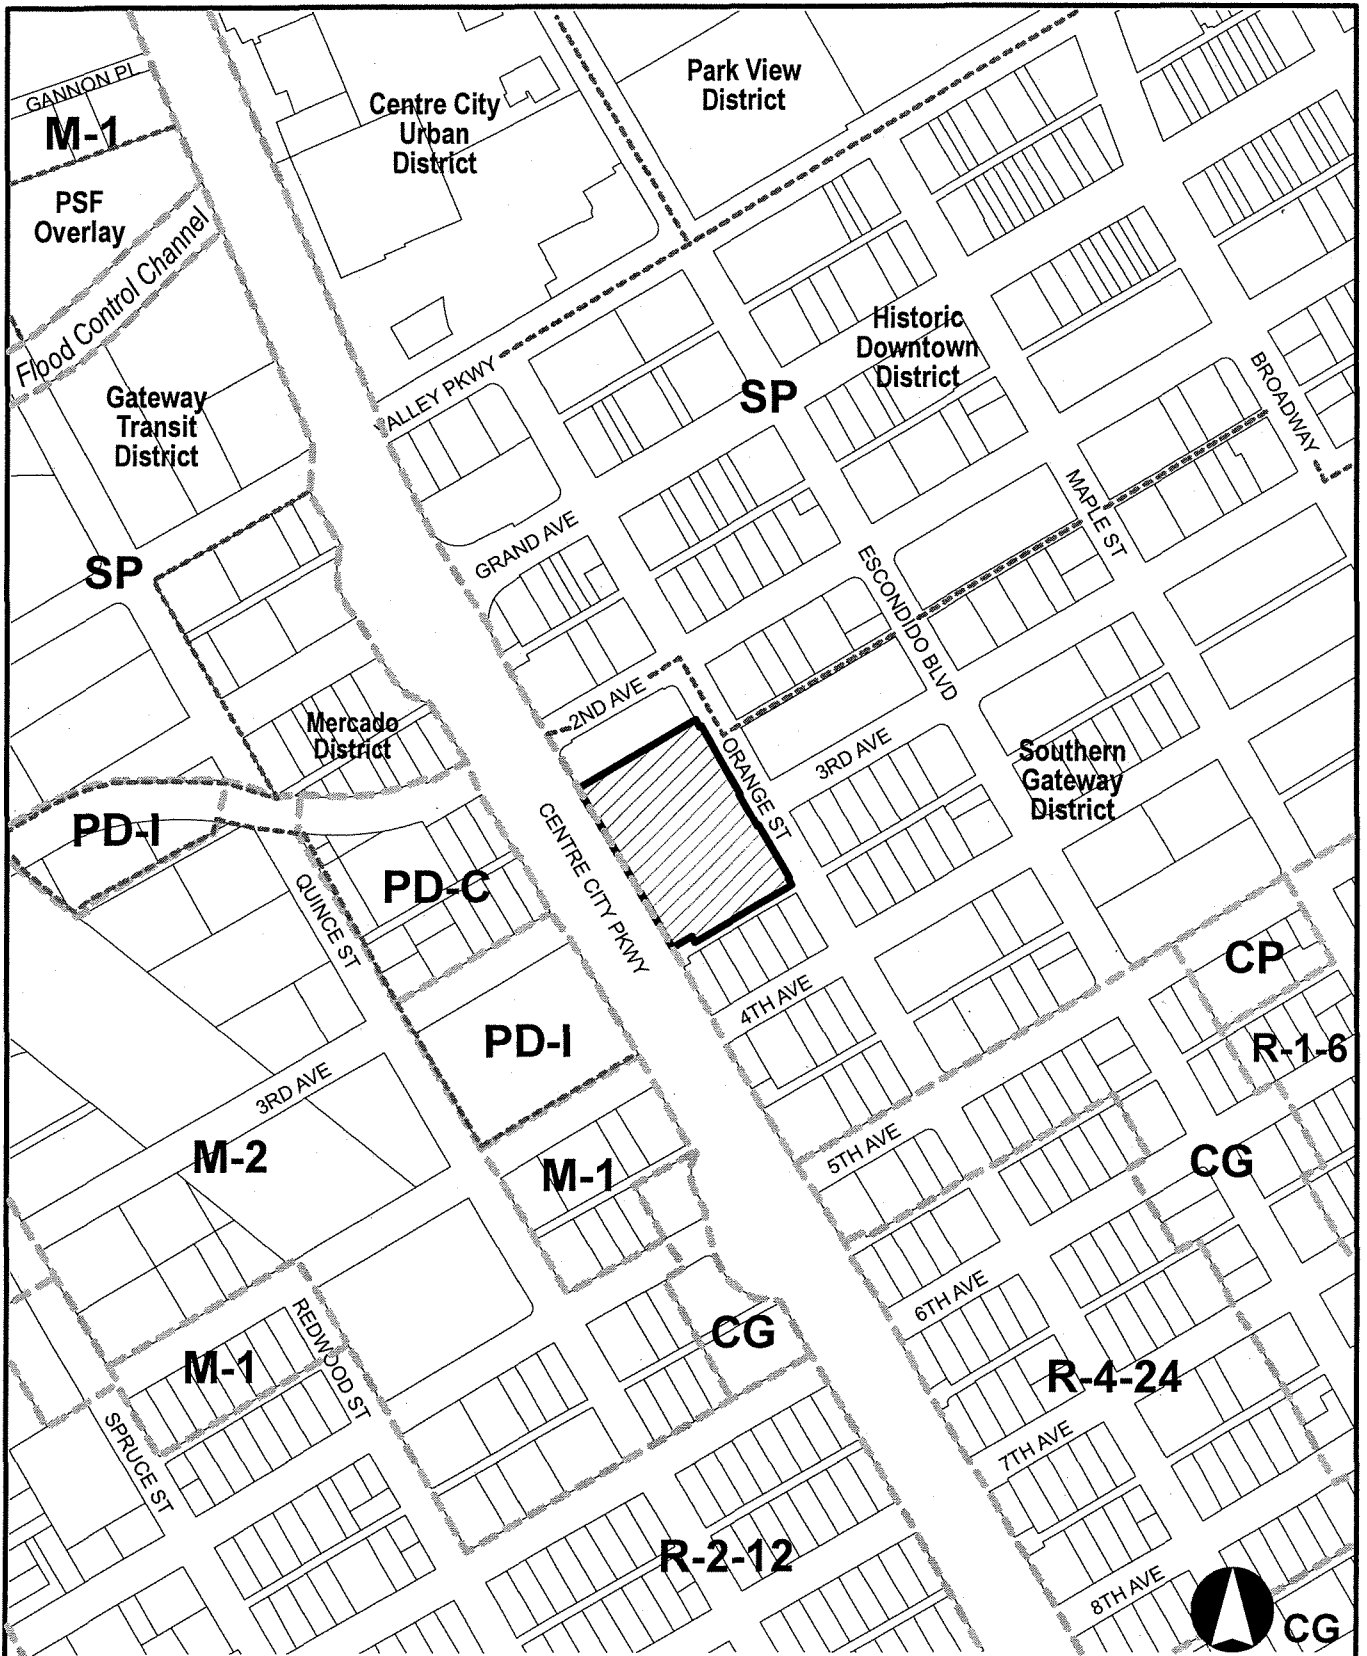 GANNON PL
M-1
Centre City
Urban
District
Park View
District
PSF
Overlay
Flood Control Channel
Historic
Downtown
District
Gateway
Transit
District
VALLEY PKWY
SP
BROADWAY
MAPLE ST
GRAND AVE
ESCONDIDO BLVD
SP
2ND AVE
Mercado
District
ORANGE ST
3RD AVE
Southern
Gateway
District
PD-I
CENTRE CITY PKWY
PD-C
QUINCE ST
CP
4TH AVE
PD-I
R-1-6
3RD AVE
M-2
M-1
5TH AVE
CG
6TH AVE
REDWOOD ST
CG
M-1
R-4-24
SPRUCE ST
7TH AVE
R-2-12
8TH AVE
CG